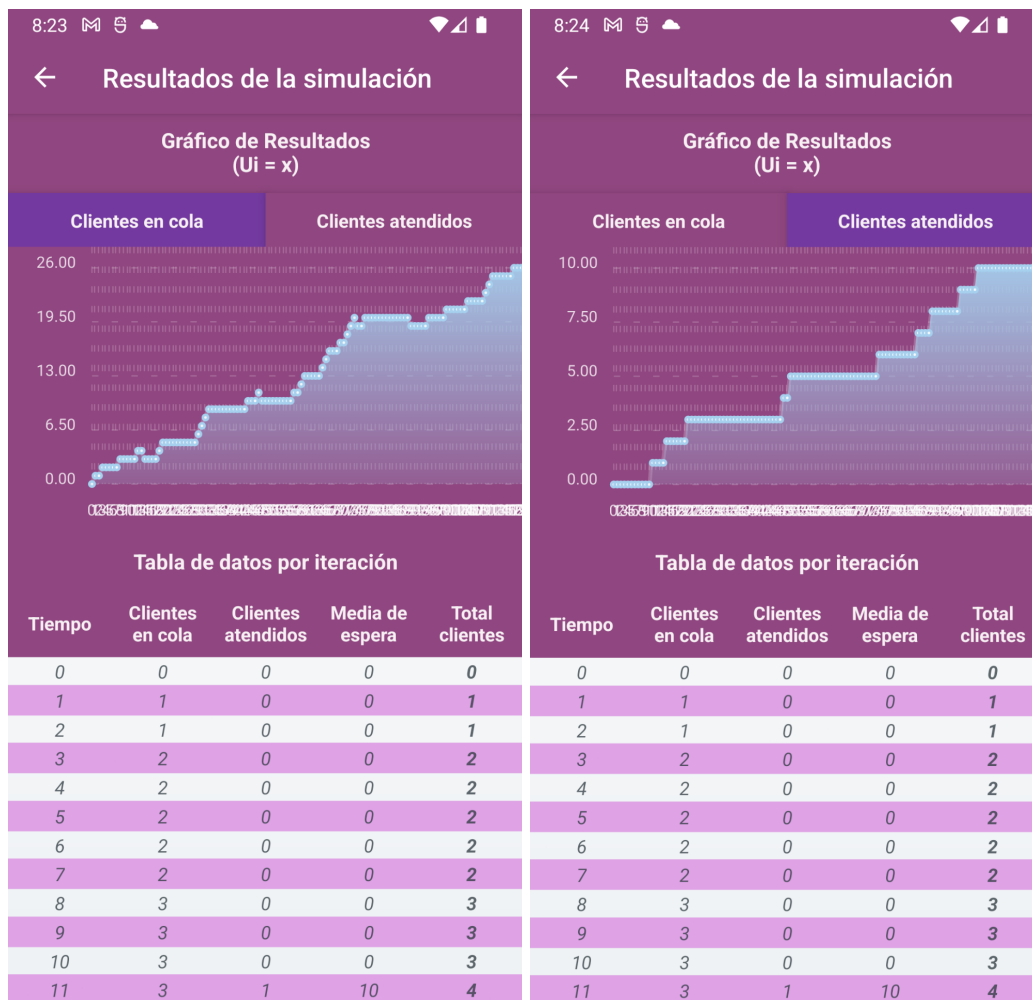 8:23
Resultados de la simulación
Gráfico de Resultados
(Ui = x)
Clientes en cola Clientes atendidos
26.00
19.50
13.00
6.50
0.00
Tabla de datos por iteración
Tiempo Clientes en cola Clientes atendidos Media de espera Total clientes
0 0 0 0 0
1 1 0 0 1
2 1 0 0 1
3 2 0 0 2
4 2 0 0 2
5 2 0 0 2
6 2 0 0 2
7 2 0 0 2
8 3 0 0 3
9 3 0 0 3
10 3 0 0 3
11 3 1 10 4
8:24
Resultados de la simulación
Gráfico de Resultados
(Ui = x)
Clientes en cola Clientes atendidos
10.00
7.50
5.00
2.50
0.00
Tabla de datos por iteración
Tiempo Clientes en cola Clientes atendidos Media de espera Total clientes
0 0 0 0 0
1 1 0 0 1
2 1 0 0 1
3 2 0 0 2
4 2 0 0 2
5 2 0 0 2
6 2 0 0 2
7 2 0 0 2
8 3 0 0 3
9 3 0 0 3
10 3 0 0 3
11 3 1 10 4